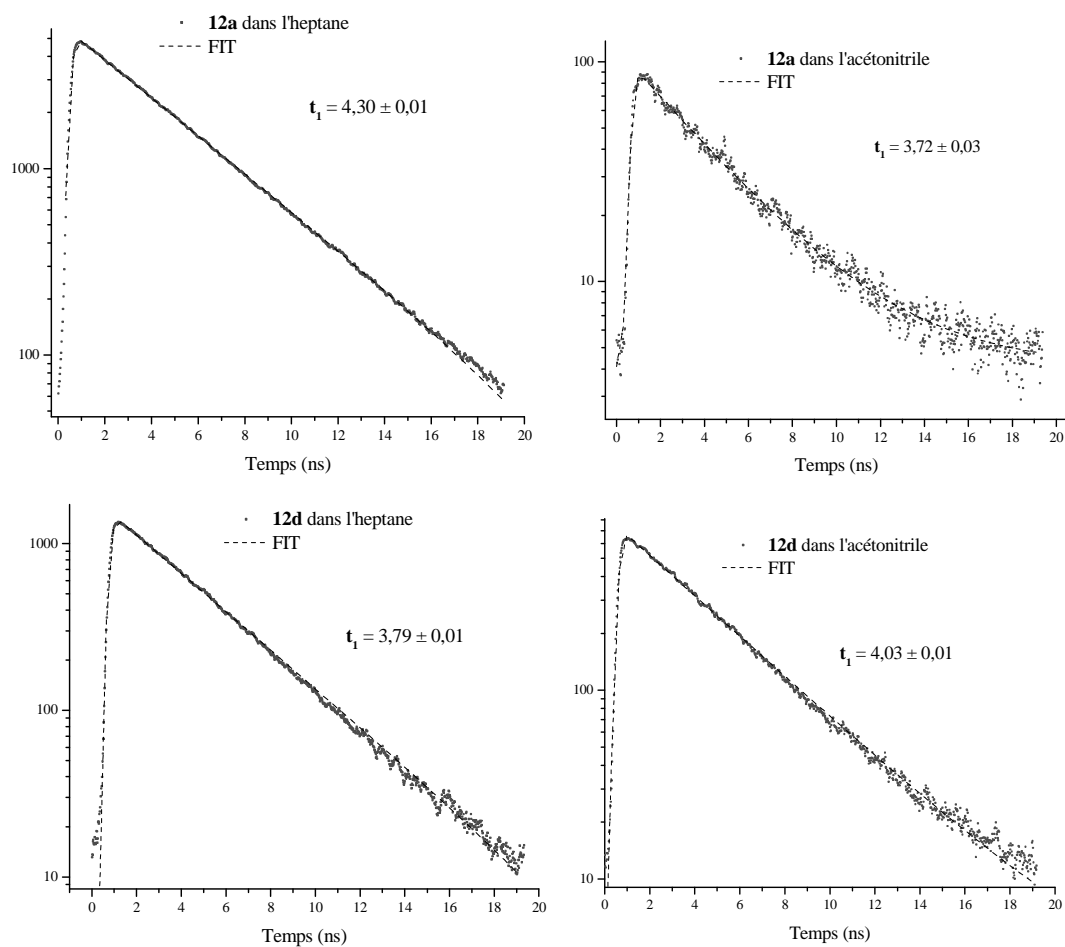 12a dans l'heptane
FIT
t1 = 4,30 ± 0,01
1000
100
0 2 4 6 8 10 12 14 16 18 20
Temps (ns)
12a dans l'acétonitrile
FIT
t1 = 3,72 ± 0,03
100
10
0 2 4 6 8 10 12 14 16 18 20
Temps (ns)
12d dans l'heptane
FIT
t1 = 3,79 ± 0,01
1000
100
10
0 2 4 6 8 10 12 14 16 18 20
Temps (ns)
12d dans l'acétonitrile
FIT
t1 = 4,03 ± 0,01
100
10
0 2 4 6 8 10 12 14 16 18 20
Temps (ns)